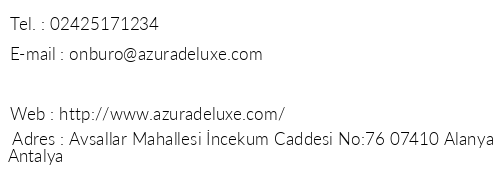 Tel. : 02425171234
E-mail : onburo@azuradeluxe.com
Web : http://www.azuradeluxe.com/
Adres : Avsallar Mahallesi İncekum Caddesi No:76 07410 Alanya
Antalya